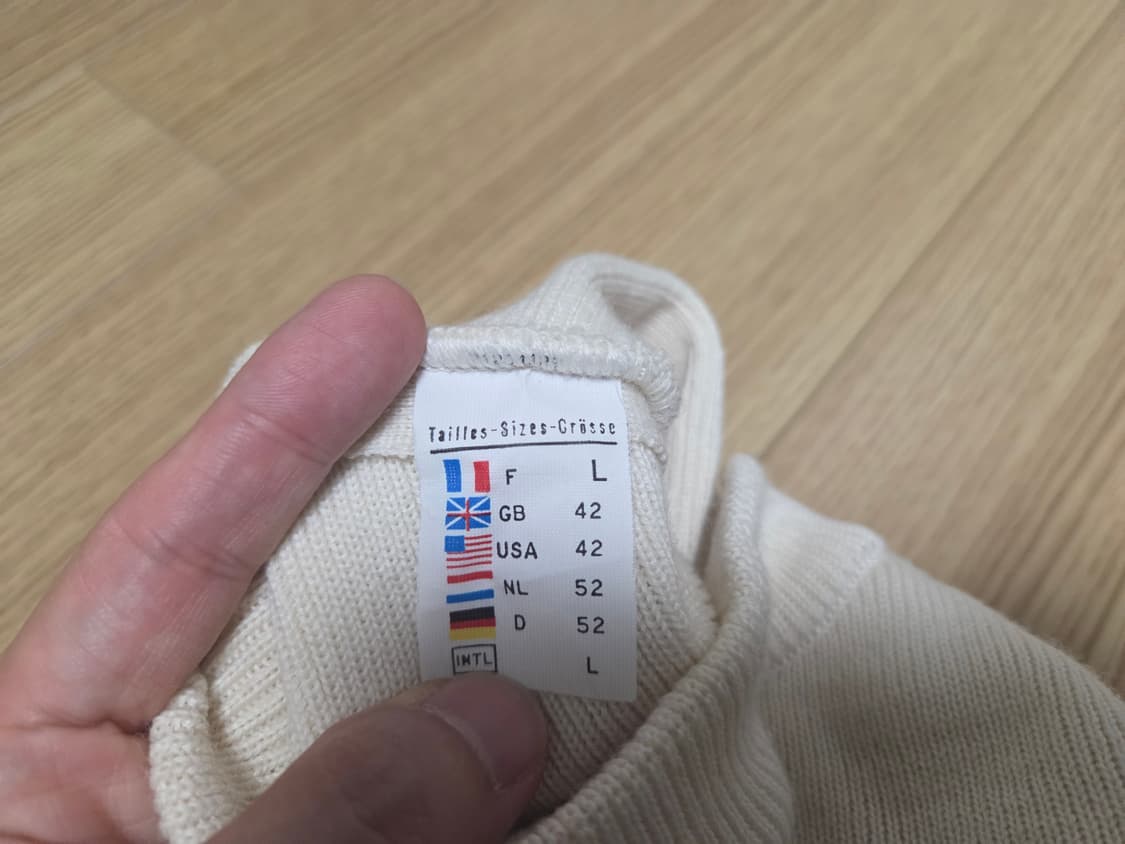 Tailles-Sizes-Grösse
F L
GB 42
USA 42
NL 52
D 52
INTL L